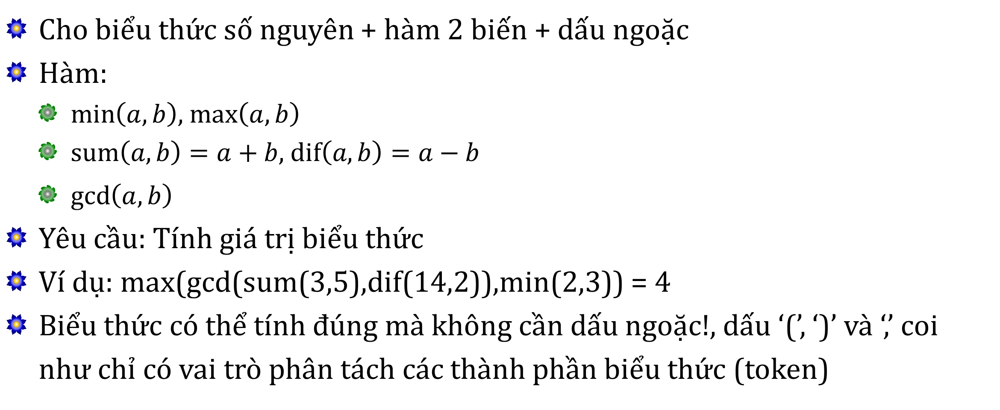 Cho biểu thức số nguyên + hàm 2 biến + dấu ngoặc
Hàm:
min(a, b), max(a, b)
sum(a, b) = a + b, dif(a, b) = a − b
gcd(a, b)
Yêu cầu: Tính giá trị biểu thức
Ví dụ: max(gcd(sum(3,5),dif(14,2)),min(2,3)) = 4
Biểu thức có thể tính đúng mà không cần dấu ngoặc!, dấu ‘(’, ‘)’ và ‘,’ coi
như chỉ có vai trò phân tách các thành phần biểu thức (token)